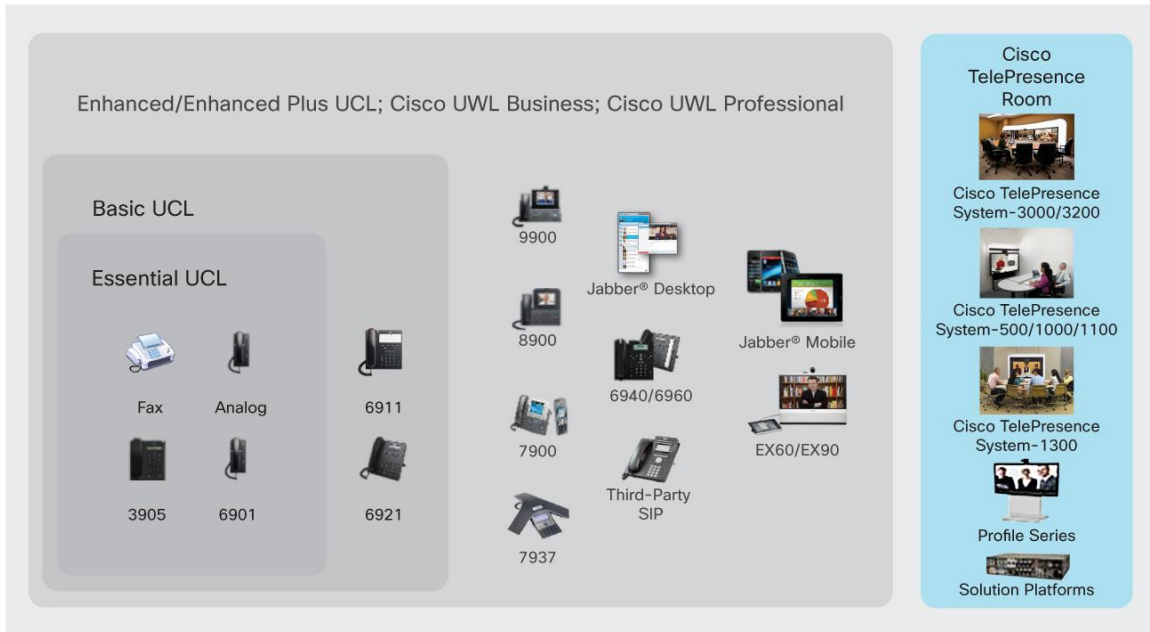 Enhanced/Enhanced Plus UCL; Cisco UWL Business; Cisco UWL Professional
Basic UCL
Essential UCL
Fax
Analog
6911
3905
6901
6921
9900
8900
7900
7937
Jabber® Desktop
6940/6960
Third-Party
SIP
Jabber® Mobile
EX60/EX90
Cisco
TelePresence
Room
Cisco TelePresence
System-3000/3200
Cisco TelePresence
System-500/1000/1100
Cisco TelePresence
System-1300
Profile Series
Solution Platforms